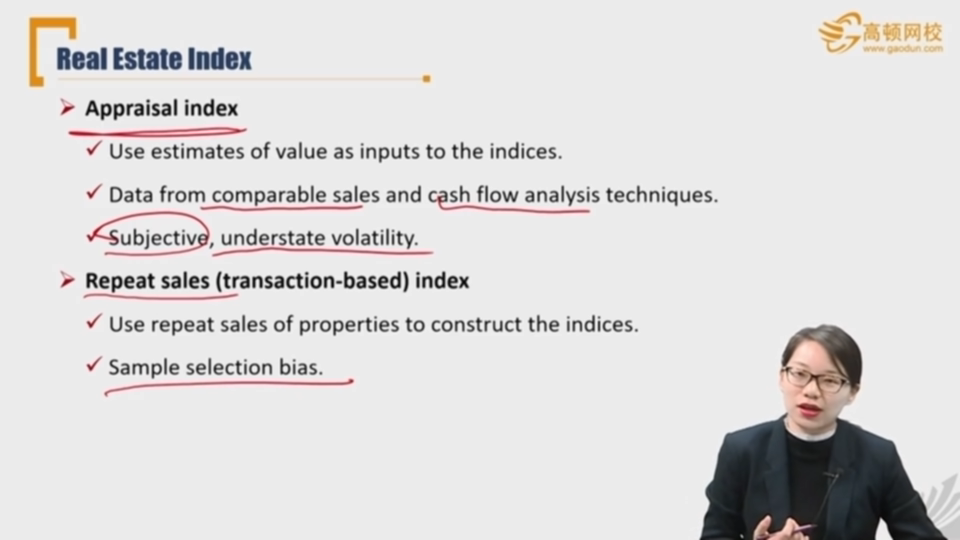 高顿网校
www.gaodun.com
Real Estate Index
Appraisal index
Use estimates of value as inputs to the indices.
Data from comparable sales and cash flow analysis techniques.
Subjective, understate volatility.
Repeat sales (transaction-based) index
Use repeat sales of properties to construct the indices.
Sample selection bias.